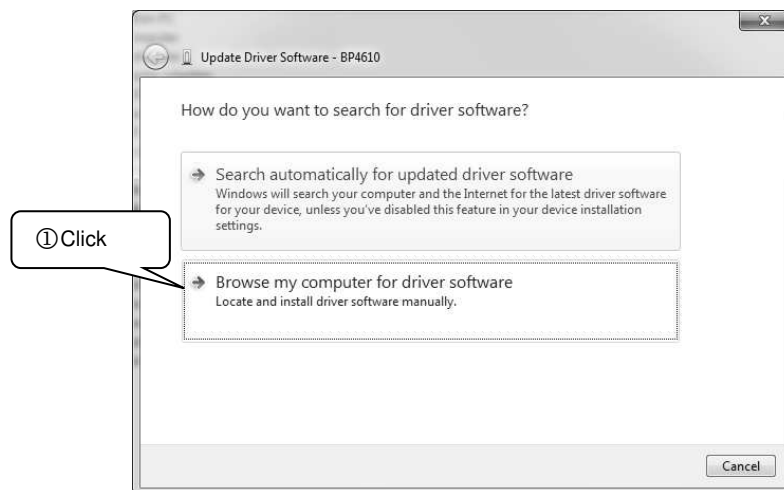 Update Driver Software - BP4610
How do you want to search for driver software?
Search automatically for updated driver software
Windows will search your computer and the Internet for the latest driver software
for your device, unless you've disabled this feature in your device installation
settings.
①Click
Browse my computer for driver software
Locate and install driver software manually.
Cancel